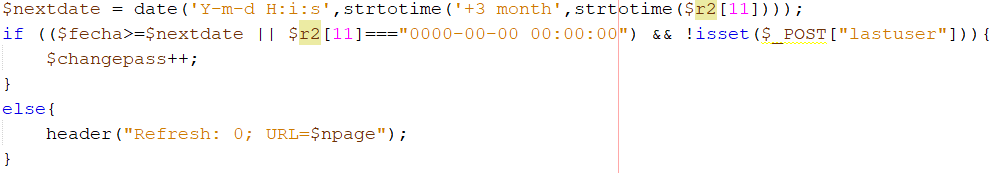 $nextdate = date('Y-m-d H:i:s',strtotime('+3 month',strtotime($r2[11])));
if (($fecha>=$nextdate || $r2[11]==="0000-00-00 00:00:00") && !isset($_POST["lastuser"])){
    $changepass++;
}
else{
    header("Refresh: 0; URL=$npage");
}